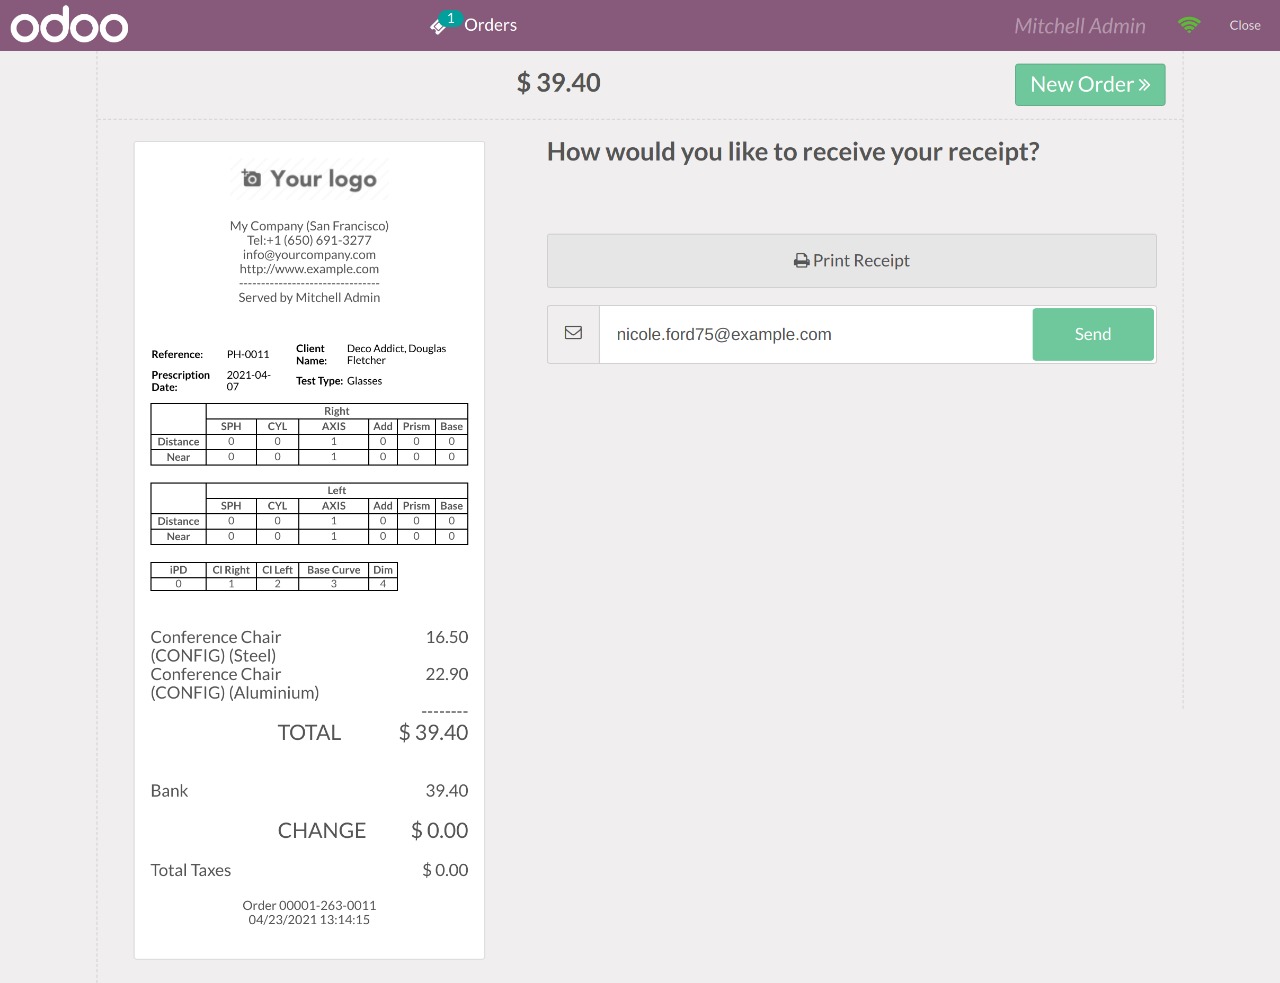 odoo
1 Orders
Mitchell Admin
Close
$ 39.40
New Order »
Your logo
My Company (San Francisco)
Tel:+1 (650) 691-3277
info@yourcompany.com
http://www.example.com
--------------------------------
Served by Mitchell Admin
Reference: PH-0011 Client Name: Deco Addict, Douglas Fletcher
Prescription Date: 2021-04-07 Test Type: Glasses
Right
SPH CYL AXIS Add Prism Base
Distance 0 0 1 0 0 0
Near 0 0 1 0 0 0
Left
SPH CYL AXIS Add Prism Base
Distance 0 0 1 0 0 0
Near 0 0 1 0 0 0
iPD Cl Right Cl Left Base Curve Dim
0 1 2 3 4
Conference Chair 16.50
(CONFIG) (Steel)
Conference Chair 22.90
(CONFIG) (Aluminium)
--------
TOTAL $ 39.40
Bank 39.40
CHANGE $ 0.00
Total Taxes $ 0.00
Order 00001-263-0011
04/23/2021 13:14:15
How would you like to receive your receipt?
Print Receipt
nicole.ford75@example.com
Send